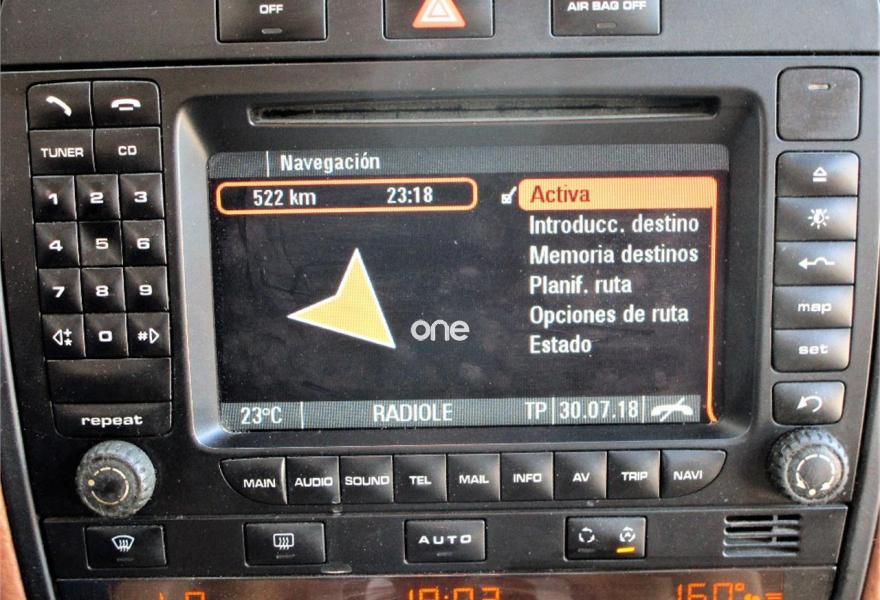 OFF
AIR BAG OFF
TUNER CD
1 2 3
4 5 6
7 8 9
* 0 #
repeat
Navegación
522 km 23:18
Activa
Introducc. destino
Memoria destinos
Planif. ruta
Opciones de ruta
Estado
one
23°C RADIOLE TP 30.07.18
map
set
MAIN AUDIO SOUND TEL MAIL INFO AV TRIP NAVI
AUTO